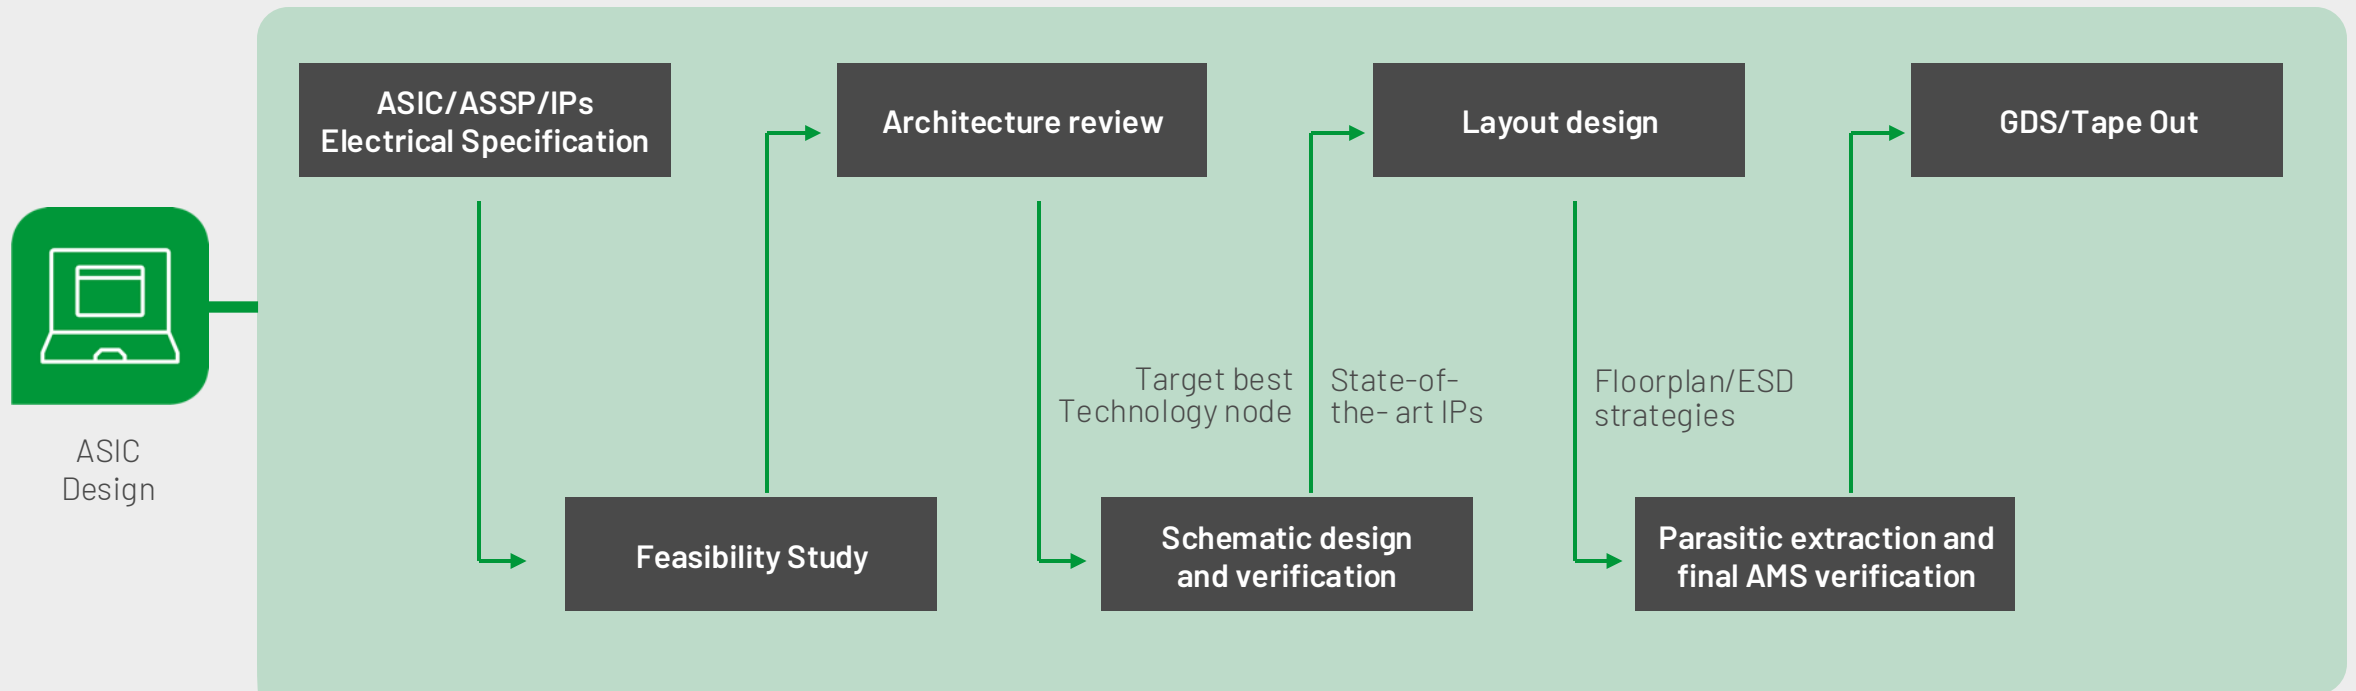 ASIC/ASSP/IPs
Electrical Specification
Architecture review
Layout design
GDS/Tape Out
ASIC
Design
Target best
Technology node
State-of-
the- art IPs
Floorplan/ESD
strategies
Feasibility Study
Schematic design
and verification
Parasitic extraction and
final AMS verification